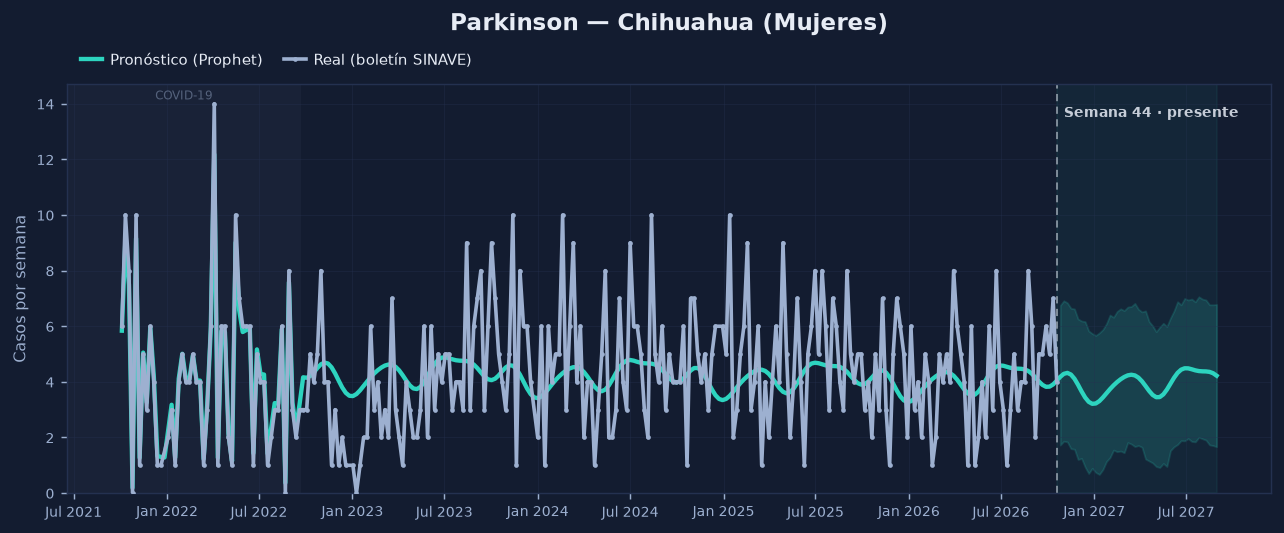 Parkinson — Chihuahua (Mujeres)
Pronóstico (Prophet)
Real (boletín SINAVE)
COVID-19
Semana 44 · presente
Casos por semana
14
12
10
8
6
4
2
0
Jul 2021
Jan 2022
Jul 2022
Jan 2023
Jul 2023
Jan 2024
Jul 2024
Jan 2025
Jul 2025
Jan 2026
Jul 2026
Jan 2027
Jul 2027